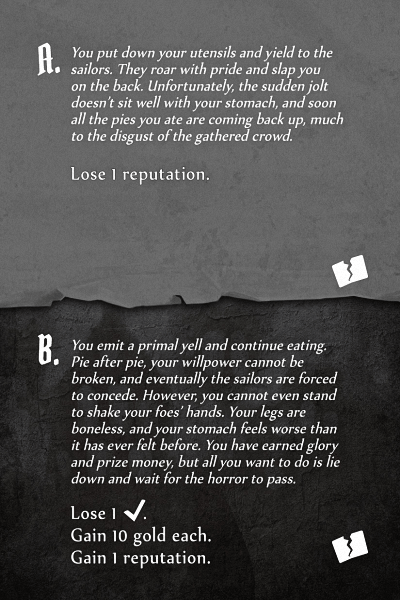 A.
You put down your utensils and yield to the
sailors. They roar with pride and slap you
on the back. Unfortunately, the sudden jolt
doesn't sit well with your stomach, and soon
all the pies you ate are coming back up, much
to the disgust of the gathered crowd.
Lose 1 reputation.
B.
You emit a primal yell and continue eating.
Pie after pie, your willpower cannot be
broken, and eventually the sailors are forced
to concede. However, you cannot even stand
to shake your foes' hands. Your legs are
boneless, and your stomach feels worse than
it has ever felt before. You have earned glory
and prize money, but all you want to do is lie
down and wait for the horror to pass.
Lose 1 ✓.
Gain 10 gold each.
Gain 1 reputation.